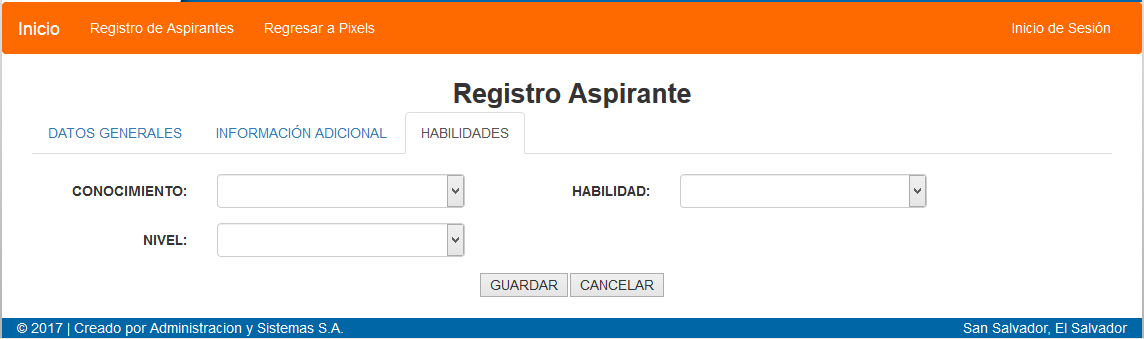 Inicio Registro de Aspirantes Regresar a Pixels Inicio de Sesión
Registro Aspirante
DATOS GENERALES INFORMACIÓN ADICIONAL HABILIDADES
CONOCIMIENTO: HABILIDAD:
NIVEL:
GUARDAR CANCELAR
© 2017 | Creado por Administracion y Sistemas S.A. San Salvador, El Salvador